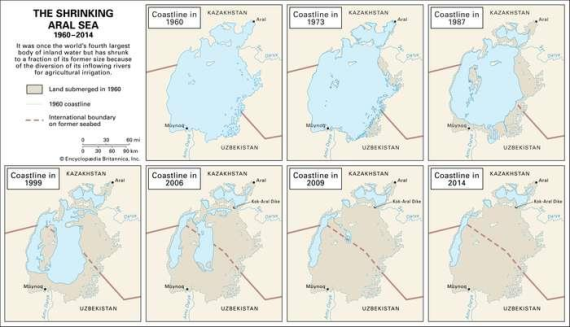 THE SHRINKING
ARAL SEA
1960–2014
It was once the world's fourth largest
body of inland water but has shrunk
to a fraction of its former size because
of the diversion of its inflowing rivers
for agricultural irrigation.
Land submerged in 1960
1960 coastline
International boundary
on former seabed
0 30 60 mi
0 30 60 90 km
© Encyclopædia Britannica, Inc.
Coastline in
1960
KAZAKHSTAN
Aral
Mŭynoq
UZBEKISTAN
Coastline in
1973
KAZAKHSTAN
Aral
Mŭynoq
UZBEKISTAN
Coastline in
1987
KAZAKHSTAN
Aral
Mŭynoq
UZBEKISTAN
Coastline in
1999
KAZAKHSTAN
Aral
Mŭynoq
UZBEKISTAN
Coastline in
2006
KAZAKHSTAN
Aral
Kok-Aral Dike
Mŭynoq
UZBEKISTAN
Coastline in
2009
KAZAKHSTAN
Aral
Kok-Aral Dike
Mŭynoq
UZBEKISTAN
Coastline in
2014
KAZAKHSTAN
Aral
Kok-Aral Dike
Mŭynoq
UZBEKISTAN